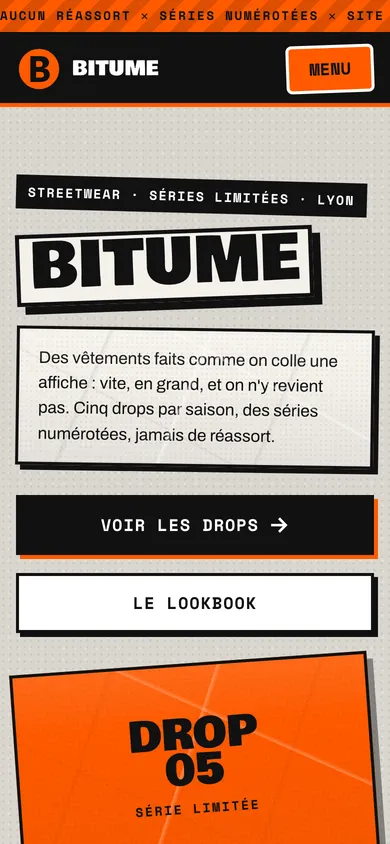 AUCUN RÉASSORT × SÉRIES NUMÉROTÉES × SITE
B BITUME
MENU
STREETWEAR · SÉRIES LIMITÉES · LYON
BITUME
Des vêtements faits comme on colle une
affiche : vite, en grand, et on n'y revient
pas. Cinq drops par saison, des séries
numérotées, jamais de réassort.
VOIR LES DROPS →
LE LOOKBOOK
DROP
05
SÉRIE LIMITÉE